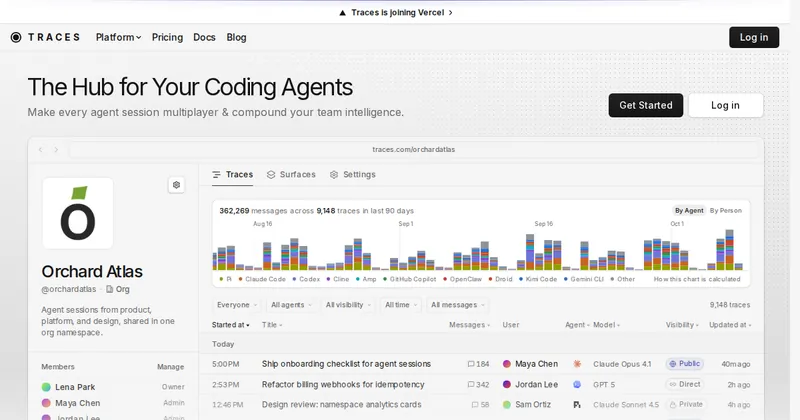 ▲ Traces is joining Vercel ›
TRACES Platform Pricing Docs Blog Log in
The Hub for Your Coding Agents
Make every agent session multiplayer & compound your team intelligence.
Get Started Log in
traces.com/orchardatlas
Traces Surfaces Settings
362,269 messages across 9,148 traces in last 90 days By Agent By Person
Aug 16 Sep 1 Sep 16 Oct 1
Pi Claude Code Codex Cline Amp GitHub Copilot OpenClaw Droid Kimi Code Gemini CLI Other How this chart is calculated
Orchard Atlas
@orchardatlas · Org
Agent sessions from product,
platform, and design, shared in one
org namespace.
Members Manage
Lena Park Owner
Maya Chen Admin
Jordan Lee Admin
Everyone All agents All visibility All time All messages 9,148 traces
Started at Title Messages User Agent Model Visibility Updated at
Today
5:00 PM Ship onboarding checklist for agent sessions 184 Maya Chen Claude Opus 4.1 Public 40m ago
2:53 PM Refactor billing webhooks for idempotency 342 Jordan Lee GPT 5 Direct 2h ago
12:46 PM Design review: namespace analytics cards 58 Sam Ortiz Claude Sonnet 4.5 Private 4h ago